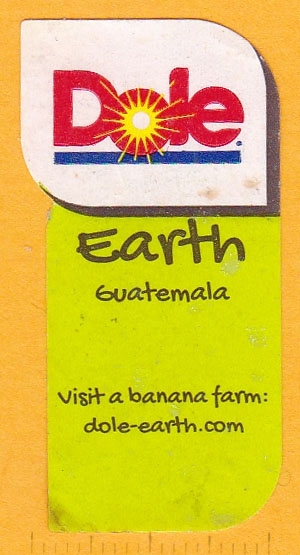 Dole
Earth
Guatemala
Visit a banana farm:
dole-earth.com